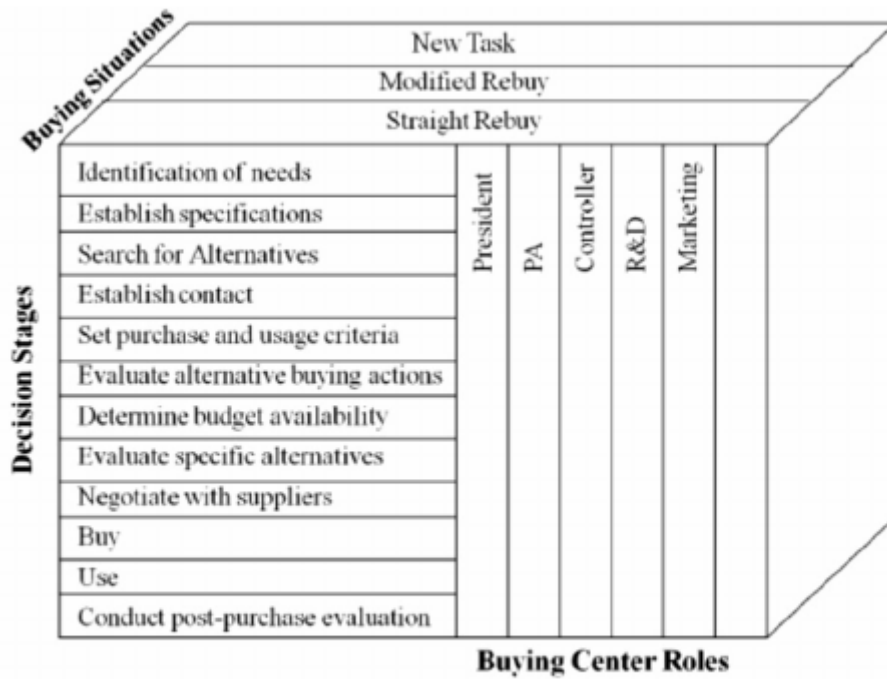 Buying Situations
New Task
Modified Rebuy
Straight Rebuy
Decision Stages
Identification of needs
Establish specifications
Search for Alternatives
Establish contact
Set purchase and usage criteria
Evaluate alternative buying actions
Determine budget availability
Evaluate specific alternatives
Negotiate with suppliers
Buy
Use
Conduct post-purchase evaluation
President
PA
Controller
R&D
Marketing
Buying Center Roles